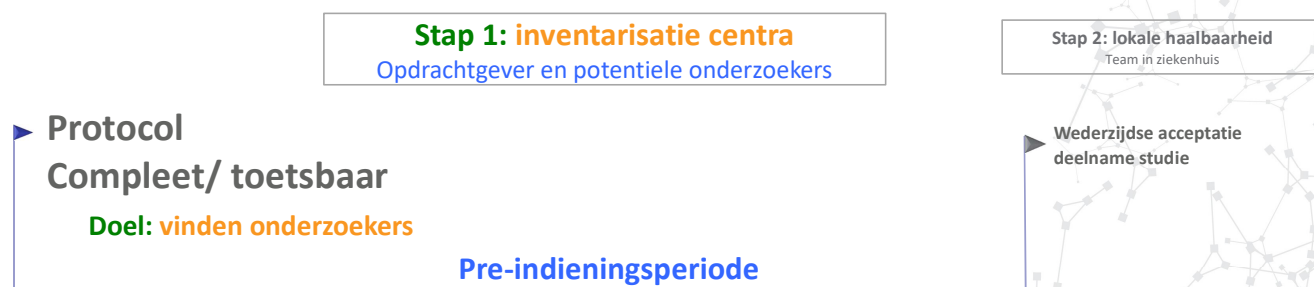 Stap 1: inventarisatie centra
Opdrachtgever en potentiele onderzoekers
Stap 2: lokale haalbaarheid
Team in ziekenhuis
Protocol
Compleet/ toetsbaar
Doel: vinden onderzoekers
Pre-indieningsperiode
Wederzijdse acceptatie
deelname studie